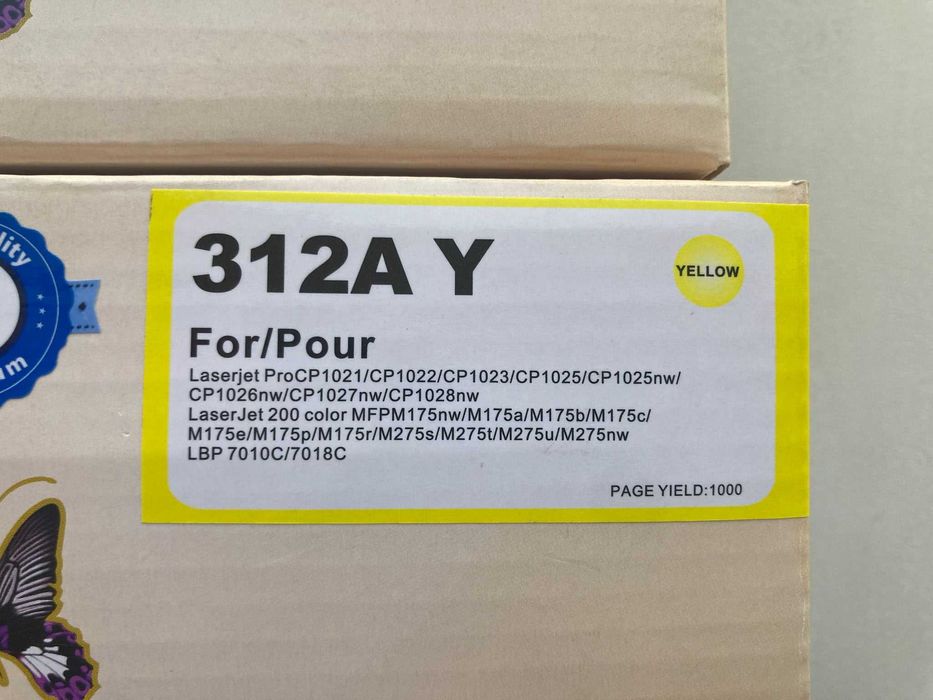 312A Y
YELLOW
For/Pour
Laserjet ProCP1021/CP1022/CP1023/CP1025/CP1025nw/
CP1026nw/CP1027nw/CP1028nw
LaserJet 200 color MFPM175nw/M175a/M175b/M175c/
M175e/M175p/M175r/M275s/M275t/M275u/M275nw
LBP 7010C/7018C
PAGE YIELD:1000